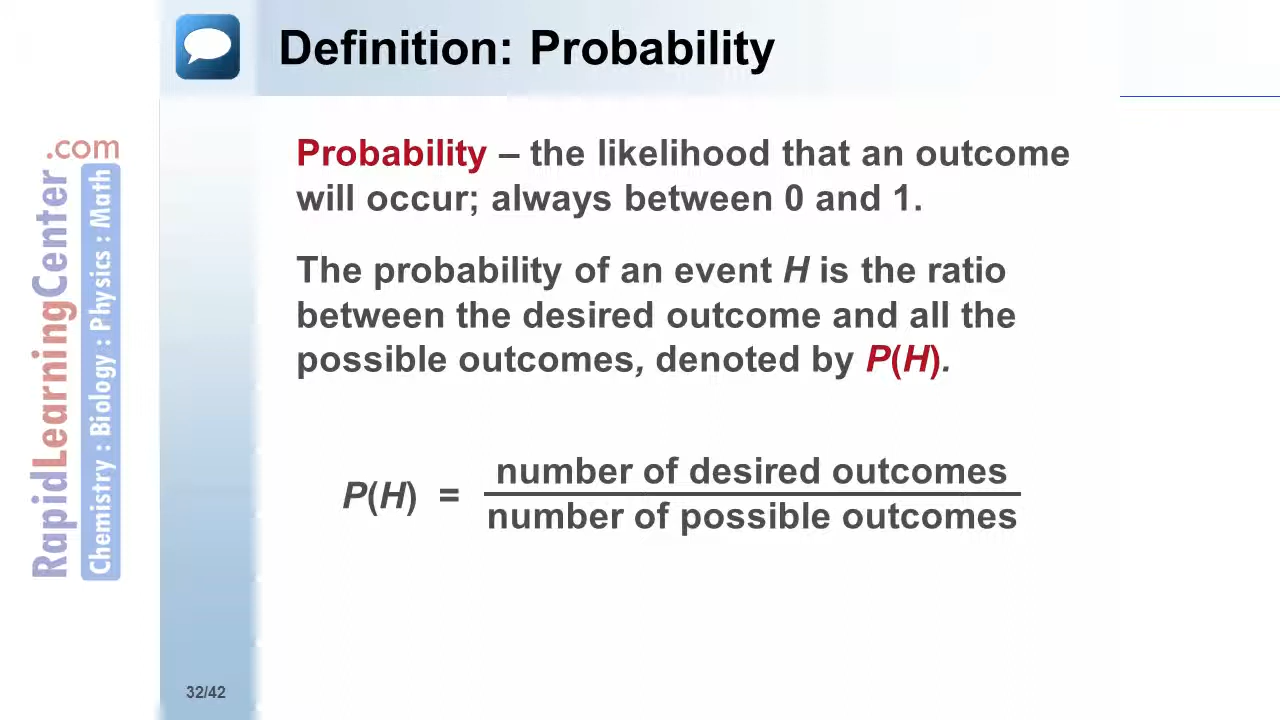 Definition: Probability
Probability – the likelihood that an outcome
will occur; always between 0 and 1.
The probability of an event H is the ratio
between the desired outcome and all the
possible outcomes, denoted by P(H).
P(H) = number of desired outcomes
number of possible outcomes
RapidLearningCenter.com
Chemistry : Biology : Physics : Math
32/42